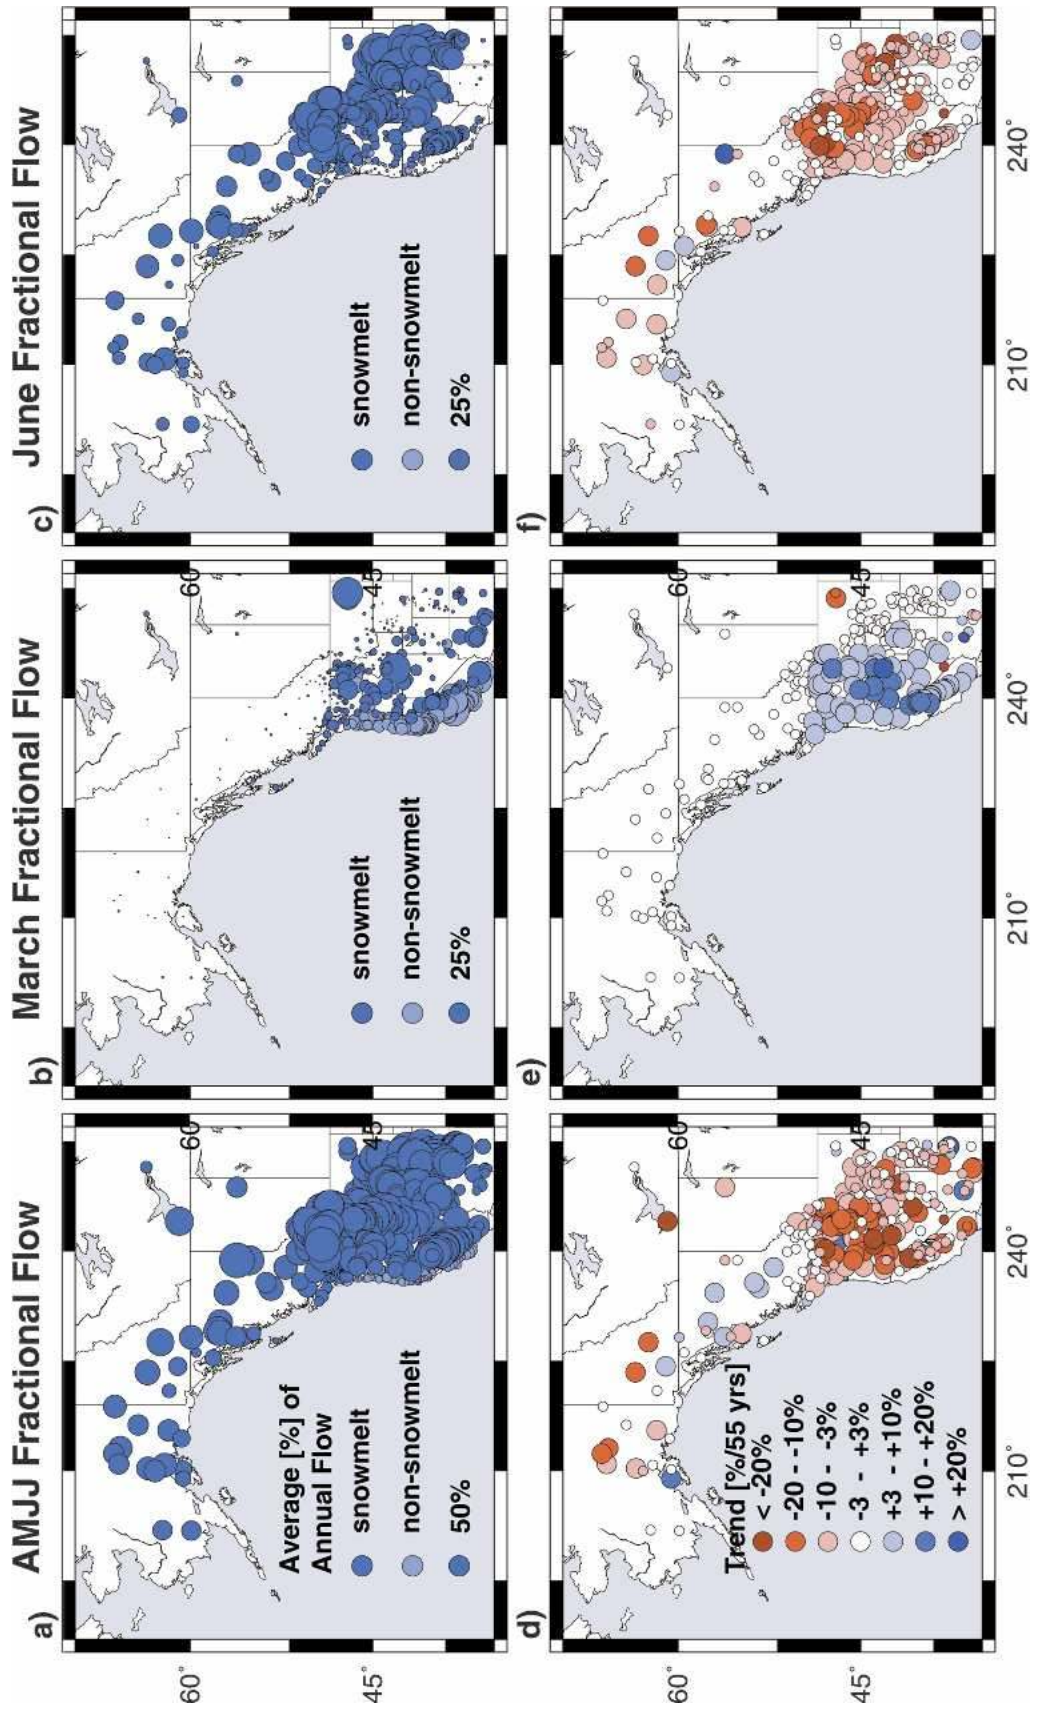 a) AMJJ Fractional Flow
b) March Fractional Flow
c) June Fractional Flow
60˚
45˚
Average [%] of
Annual Flow
snowmelt
non-snowmelt
50%
60
45
snowmelt
non-snowmelt
25%
60
45
snowmelt
non-snowmelt
25%
d)
e)
f)
60˚
45˚
Trend [%/55 yrs]
< -20%
-20 - -10%
-10 - -3%
-3 - +3%
+3 - +10%
+10 - +20%
> +20%
60
45
60
45
210˚
240˚
210˚
240˚
210˚
240˚